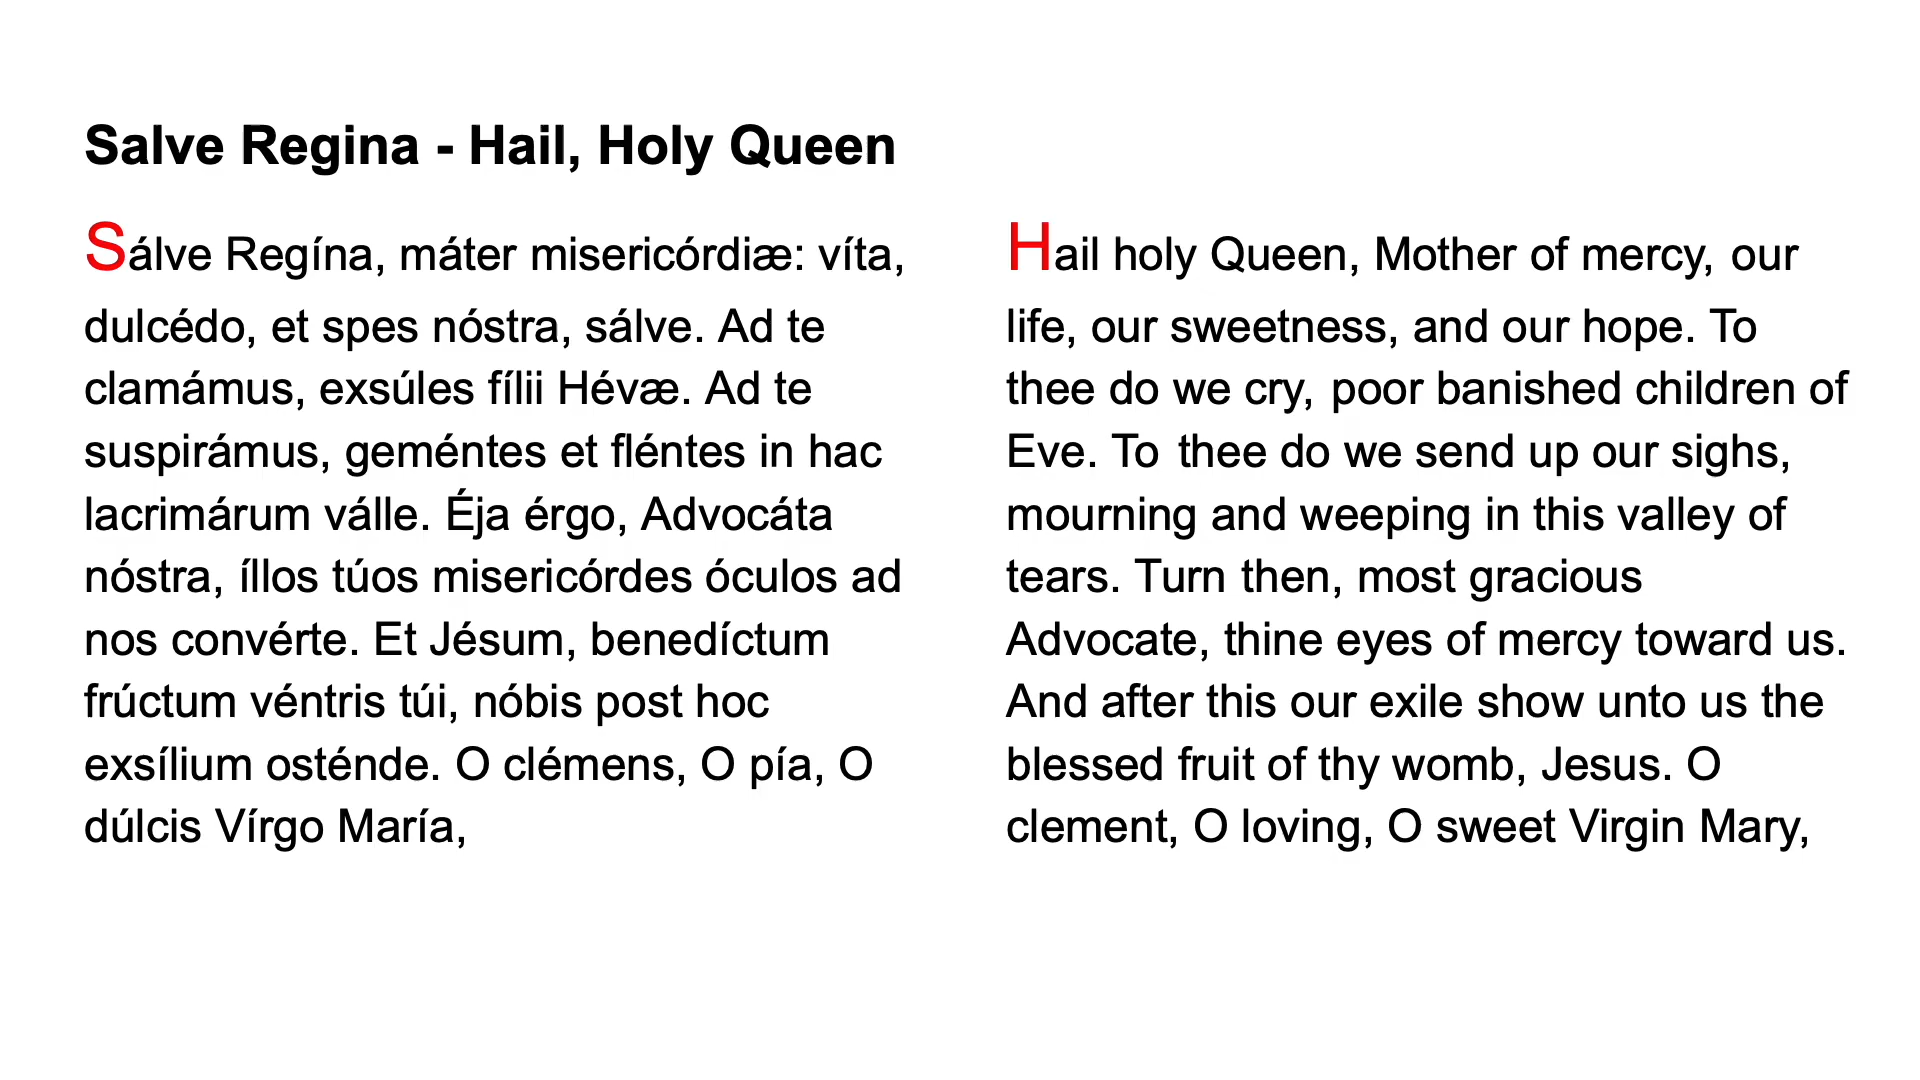 Salve Regina - Hail, Holy Queen
Sálve Regína, máter misericórdiæ: víta,
dulcédo, et spes nóstra, sálve. Ad te
clamámus, exsúles fílii Hévæ. Ad te
suspirámus, geméntes et fléntes in hac
lacrimárum válle. Éja érgo, Advocáta
nóstra, íllos túos misericórdes óculos ad
nos convérte. Et Jésum, benedíctum
frúctum véntris túi, nóbis post hoc
exsílium osténde. O clémens, O pía, O
dúlcis Vírgo María,
Hail holy Queen, Mother of mercy, our
life, our sweetness, and our hope. To
thee do we cry, poor banished children of
Eve. To thee do we send up our sighs,
mourning and weeping in this valley of
tears. Turn then, most gracious
Advocate, thine eyes of mercy toward us.
And after this our exile show unto us the
blessed fruit of thy womb, Jesus. O
clement, O loving, O sweet Virgin Mary,